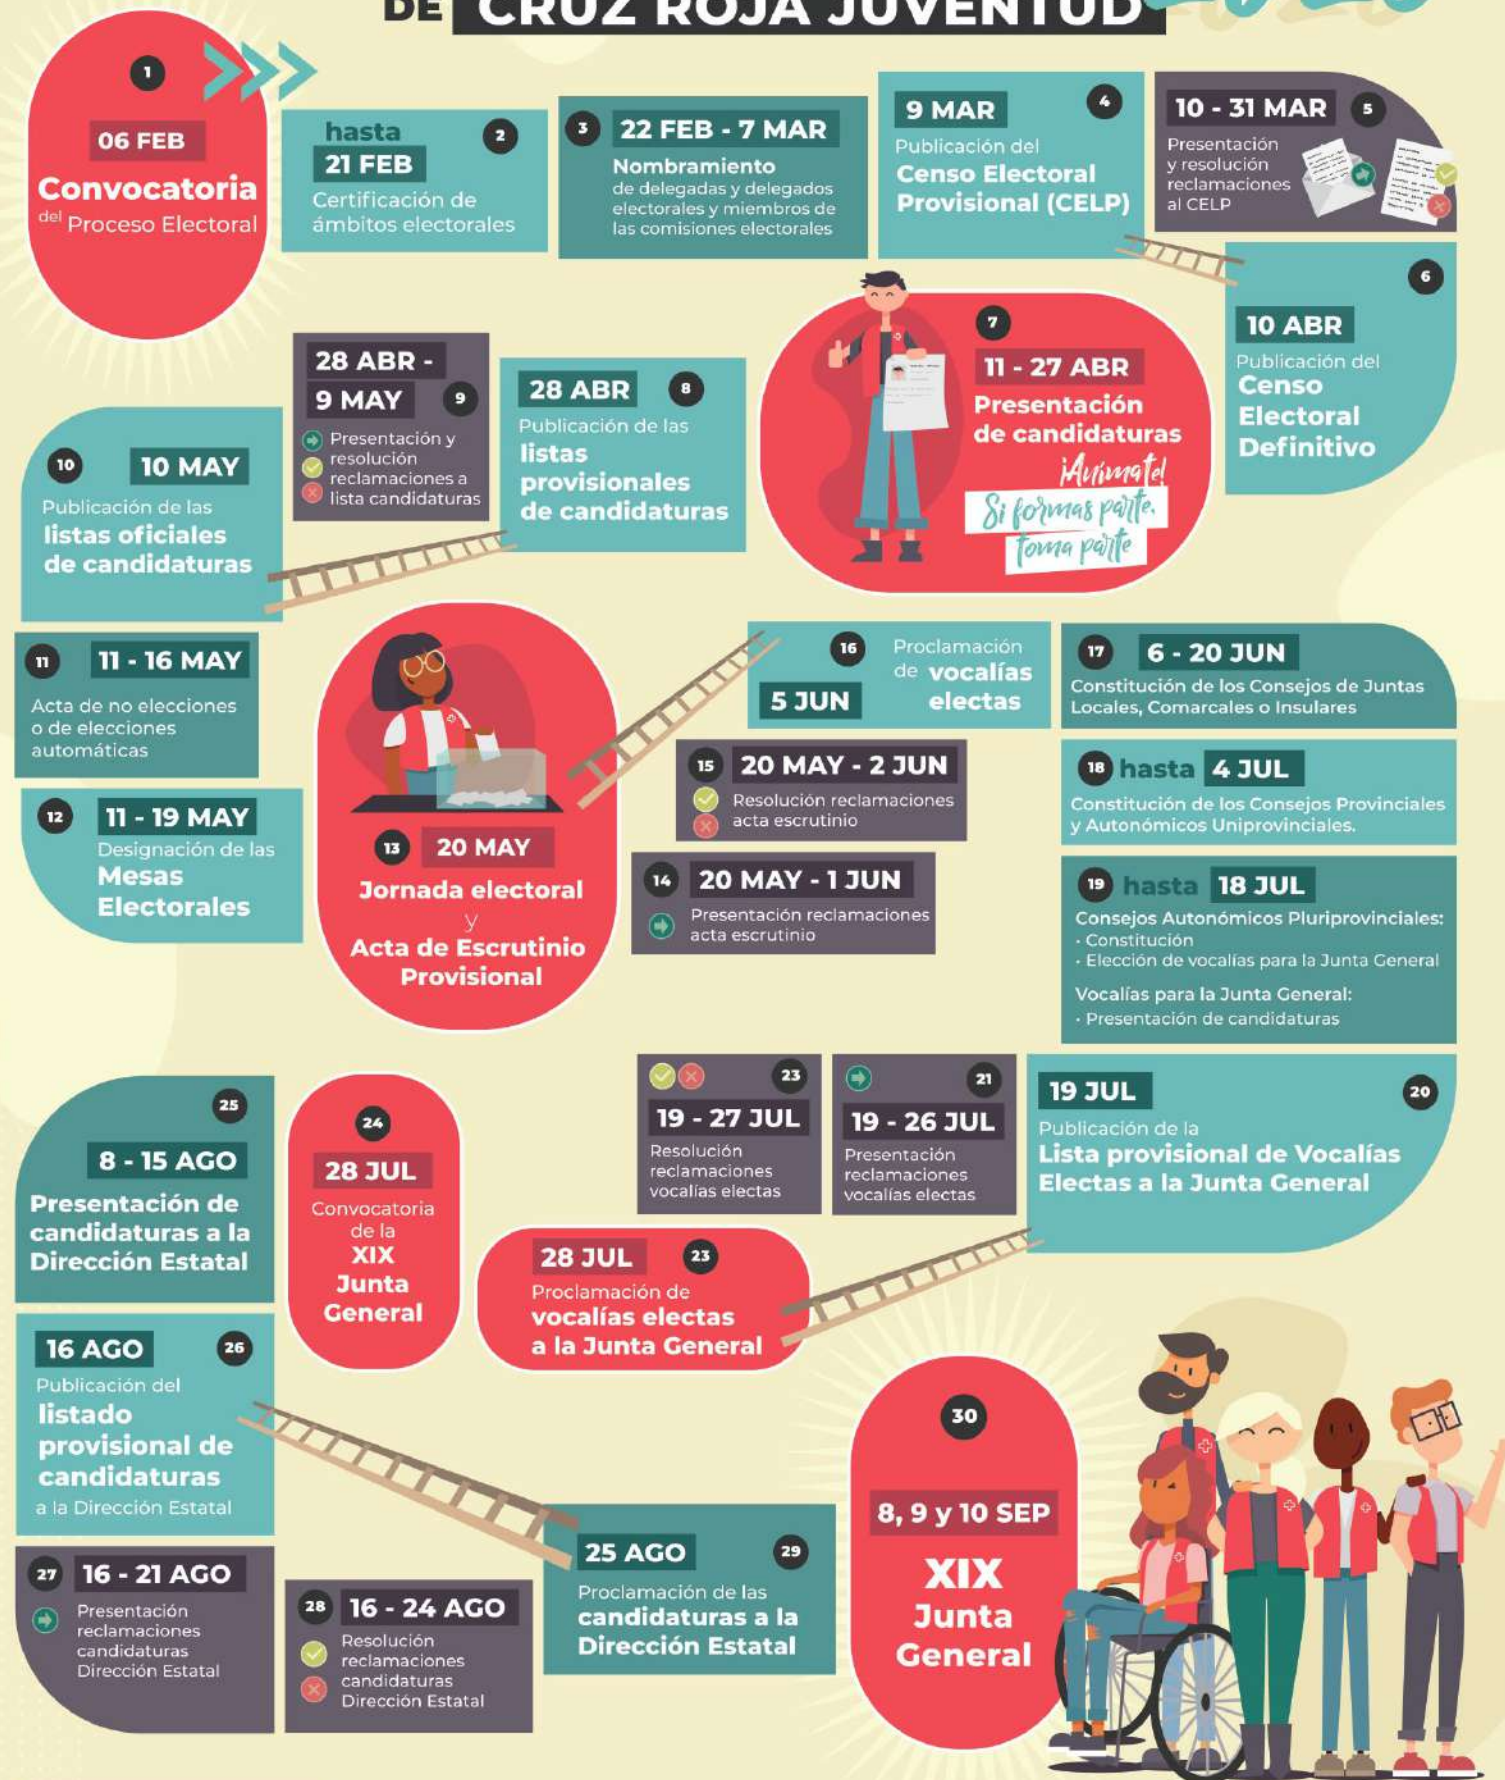 DE CRUZ ROJA JUVENTUD
1
06 FEB
Convocatoria
del Proceso Electoral
hasta
2
21 FEB
Certificación de
ámbitos electorales
3
22 FEB - 7 MAR
Nombramiento
de delegadas y delegados
electorales y miembros de
las comisiones electorales
4
9 MAR
Publicación del
Censo Electoral
Provisional (CELP)
10 - 31 MAR
5
Presentación
y resolución
reclamaciones
al CELP
6
10 ABR
Publicación del
Censo
Electoral
Definitivo
7
11 - 27 ABR
Presentación
de candidaturas
¡Anímate!
Si formas parte,
toma parte
28 ABR
8
Publicación de las
listas
provisionales
de candidaturas
28 ABR -
9 MAY
9
Presentación y
resolución
reclamaciones a
lista candidaturas
10
10 MAY
Publicación de las
listas oficiales
de candidaturas
11
11 - 16 MAY
Acta de no elecciones
o de elecciones
automáticas
12
11 - 19 MAY
Designación de las
Mesas
Electorales
13
20 MAY
Jornada electoral
y
Acta de Escrutinio
Provisional
14
20 MAY - 1 JUN
Presentación reclamaciones
acta escrutinio
15
20 MAY - 2 JUN
Resolución reclamaciones
acta escrutinio
16
Proclamación
de vocalías
electas
5 JUN
17
6 - 20 JUN
Constitución de los Consejos de Juntas
Locales, Comarcales o Insulares
18
hasta 4 JUL
Constitución de los Consejos Provinciales
y Autonómicos Uniprovinciales.
19
hasta 18 JUL
Consejos Autonómicos Pluriprovinciales:
· Constitución
· Elección de vocalías para la Junta General
Vocalías para la Junta General:
· Presentación de candidaturas
19 JUL
20
Publicación de la
Lista provisional de Vocalías
Electas a la Junta General
21
19 - 26 JUL
Presentación
reclamaciones
vocalías electas
23
19 - 27 JUL
Resolución
reclamaciones
vocalías electas
28 JUL
23
Proclamación de
vocalías electas
a la Junta General
24
28 JUL
Convocatoria
de la
XIX
Junta
General
25
8 - 15 AGO
Presentación de
candidaturas a la
Dirección Estatal
16 AGO
26
Publicación del
listado
provisional de
candidaturas
a la Dirección Estatal
27
16 - 21 AGO
Presentación
reclamaciones
candidaturas
Dirección Estatal
28
16 - 24 AGO
Resolución
reclamaciones
candidaturas
Dirección Estatal
25 AGO
29
Proclamación de las
candidaturas a la
Dirección Estatal
30
8, 9 y 10 SEP
XIX
Junta
General